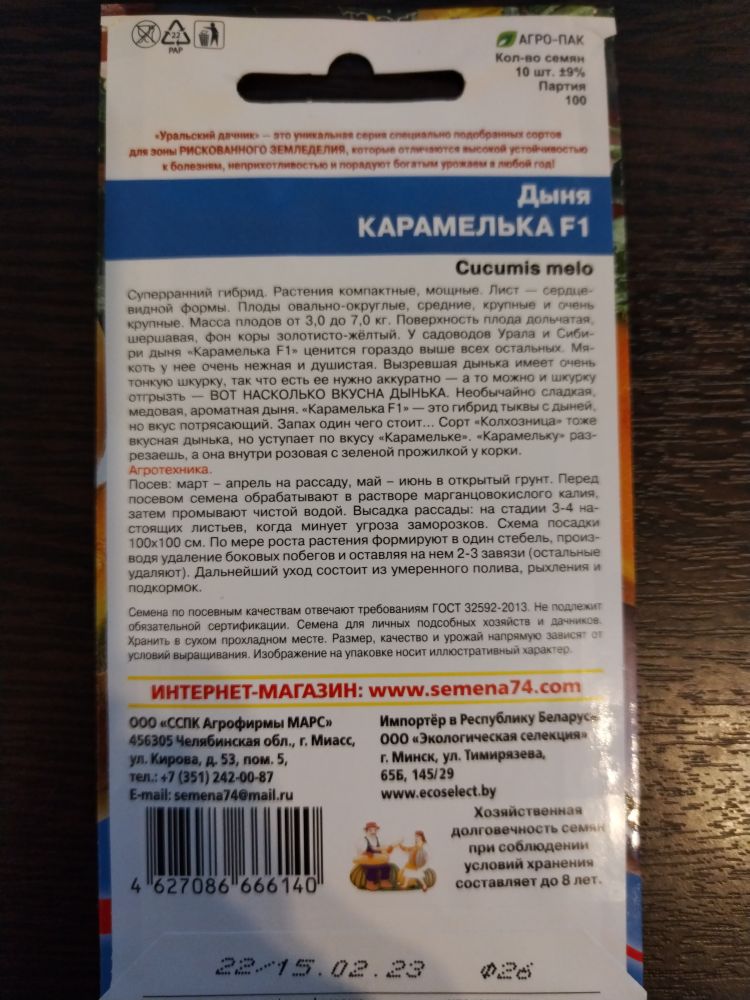 22
PAP
АГРО-ПАК
Кол-во семян
10 шт. ±9%
Партия
100
«Уральский дачник» – это уникальная серия специально подобранных сортов
для зоны РИСКОВАННОГО ЗЕМЛЕДЕЛИЯ, которые отличаются высокой устойчивостью
к болезням, неприхотливостью и порадуют богатым урожаем в любой год!
Дыня
КАРАМЕЛЬКА F1
Cucumis melo
Суперранний гибрид. Растения компактные, мощные. Лист — сердце-
видной формы. Плоды овально-округлые, средние, крупные и очень
крупные. Масса плодов от 3,0 до 7,0 кг. Поверхность плода дольчатая,
шершавая, фон коры золотисто-жёлтый. У садоводов Урала и Сиби-
ри дыня «Карамелька F1» ценится гораздо выше всех остальных. Мя-
коть у нее очень нежная и душистая. Вызревшая дынька имеет очень
тонкую шкурку, так что есть ее нужно аккуратно — а то можно и шкурку
отгрызть — ВОТ НАСКОЛЬКО ВКУСНА ДЫНЬКА. Необычайно сладкая,
медовая, ароматная дыня. «Карамелька F1» — это гибрид тыквы с дыней,
но вкус потрясающий. Запах один чего стоит... Сорт «Колхозница» тоже
вкусная дынька, но уступает по вкусу «Карамельке». «Карамельку» раз-
резаешь, а она внутри розовая с зеленой прожилкой у корки.
Агротехника.
Посев: март – апрель на рассаду, май – июнь в открытый грунт. Перед
посевом семена обрабатывают в растворе марганцовокислого калия,
затем промывают чистой водой. Высадка рассады: на стадии 3-4 на-
стоящих листьев, когда минует угроза заморозков. Схема посадки
100х100 см. По мере роста растения формируют в один стебель, произ-
водя удаление боковых побегов и оставляя на нем 2-3 завязи (остальные
удаляют). Дальнейший уход состоит из умеренного полива, рыхления и
подкормок.
Семена по посевным качествам отвечают требованиям ГОСТ 32592-2013. Не подлежит
обязательной сертификации. Семена для личных подсобных хозяйств и дачников.
Хранить в сухом прохладном месте. Размер, качество и урожай напрямую зависят от
условий выращивания. Изображение на упаковке носит иллюстративный характер.
ИНТЕРНЕТ-МАГАЗИН: www.semena74.com
ООО «ССПК Агрофирмы МАРС»
456305 Челябинская обл., г. Миасс,
ул. Кирова, д. 53, пом. 5,
тел.: +7 (351) 242-00-87
E-mail: semena74@mail.ru
Импортёр в Республику Беларусь
ООО «Экологическая селекция»
г. Минск, ул. Тимирязева,
65Б, 145/29
www.ecoselect.by
Хозяйственная
долговечность семян
при соблюдении
условий хранения
составляет до 8 лет.
4 627086 666140
22/15.02.23 Ф26